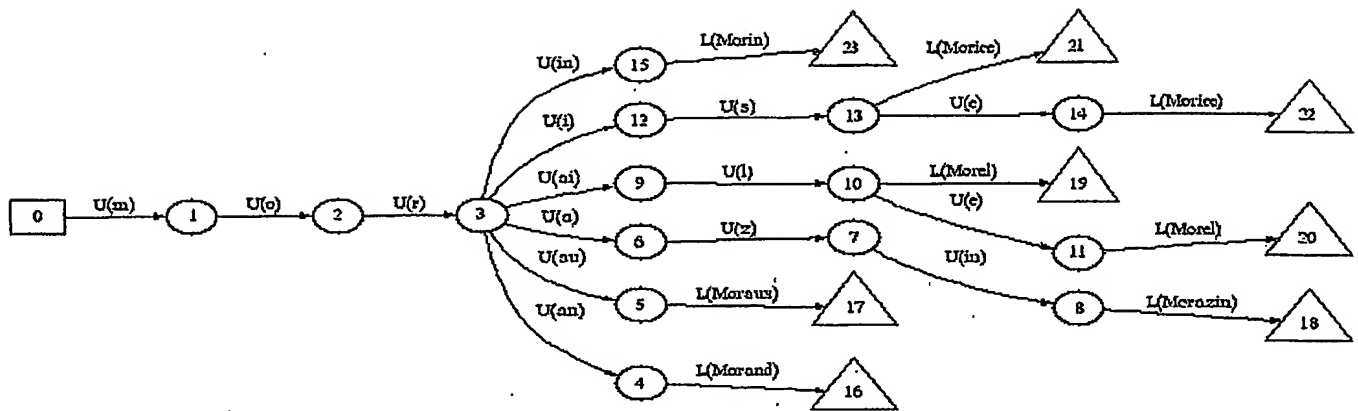 L(Morin)
23
L(Morice)
21
U(in)
15
U(i)
12
U(s)
13
U(e)
14
L(Morice)
22
U(ai)
9
U(l)
10
L(Morel)
19
0
U(m)
1
U(o)
2
U(r)
3
U(a)
6
U(z)
7
U(e)
11
L(Morel)
20
U(au)
5
L(Moraux)
17
U(in)
8
L(Morazin)
18
U(an)
4
L(Morand)
16